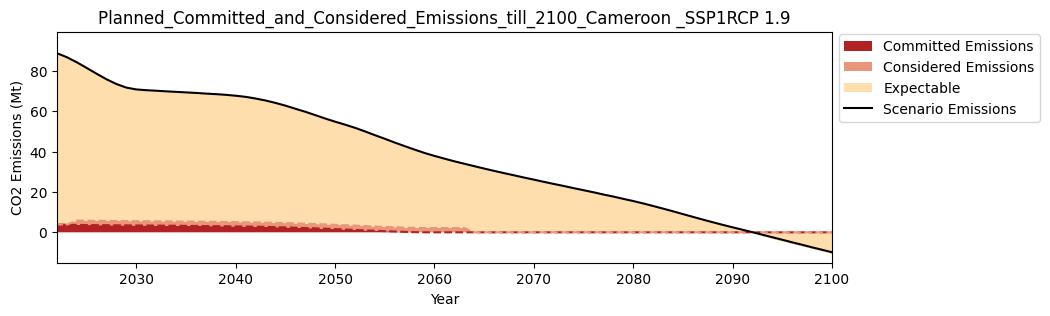 Planned_Committed_and_Considered_Emissions_till_2100_Cameroon _SSP1RCP 1.9
Committed Emissions
Considered Emissions
Expectable
Scenario Emissions
CO2 Emissions (Mt)
80
60
40
20
0
2030 2040 2050 2060 2070 2080 2090 2100
Year